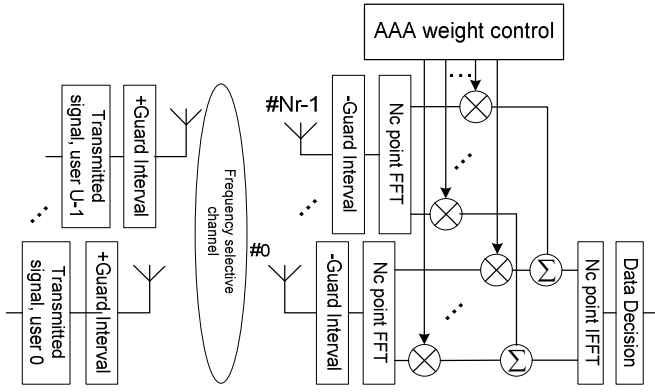 AAA weight control
Transmitted
signal, user U-1
+Guard Interval
#Nr-1
-Guard Interval
Nc point FFT
Frequency selective
channel
#0
Transmitted
signal, user 0
+Guard Interval
-Guard Interval
Nc point FFT
Σ
Σ
Nc point IFFT
Data Decision